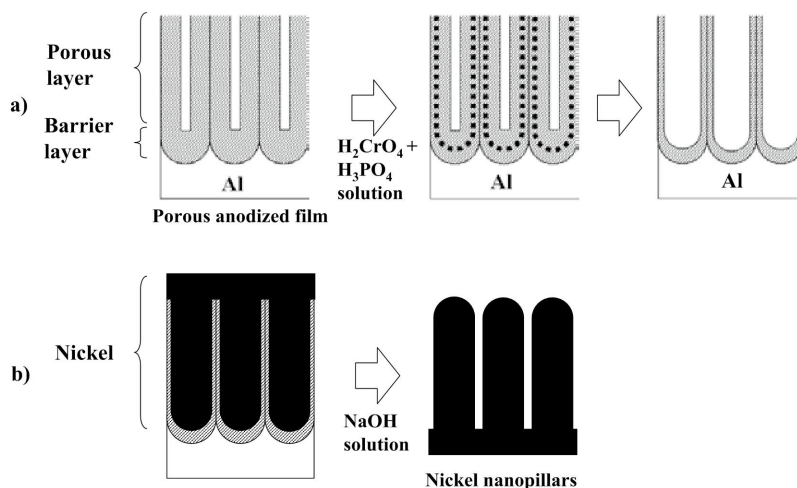 a)
Porous
layer
Barrier
layer
Al
Porous anodized film
H₂CrO₄ +
H₃PO₄
solution
Al
Al
b)
Nickel
NaOH
solution
Nickel nanopillars